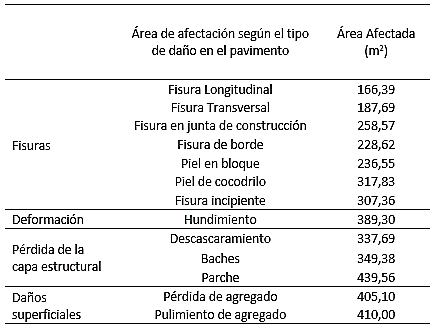 Área de afectación según el tipo
de daño en el pavimento
Área Afectada
(m²)
Fisuras
Fisura Longitudinal 166,39
Fisura Transversal 187,69
Fisura en junta de construcción 258,57
Fisura de borde 228,62
Piel en bloque 236,55
Piel de cocodrilo 317,83
Fisura incipiente 307,36
Deformación Hundimiento 389,30
Pérdida de la
capa estructural
Descascaramiento 337,69
Baches 349,38
Parche 439,56
Daños
superficiales
Pérdida de agregado 405,10
Pulimiento de agregado 410,00